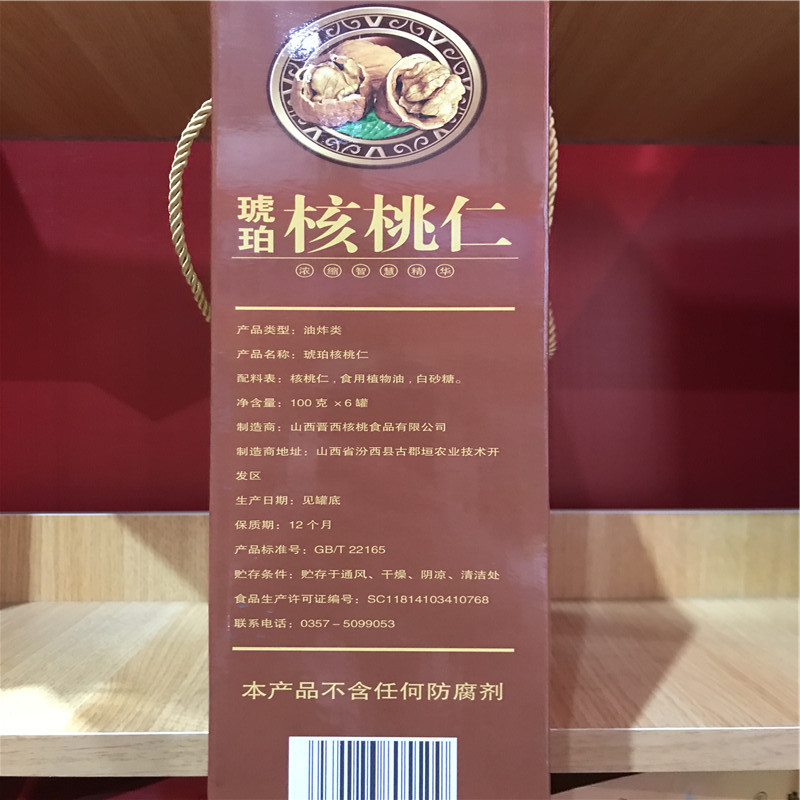 琥珀核桃仁
浓缩智慧精华
产品类型：油炸类
产品名称：琥珀核桃仁
配料表：核桃仁，食用植物油，白砂糖。
净含量：100克 ×6罐
制造商：山西晋西核桃食品有限公司
制造商地址：山西省汾西县古郡垣农业技术开
发区
生产日期：见罐底
保质期：12个月
产品标准号：GB/T 22165
贮存条件：贮存于通风、干燥、阴凉、清洁处
食品生产许可证编号：SC11814103410768
联系电话：0357–5099053
本产品不含任何防腐剂